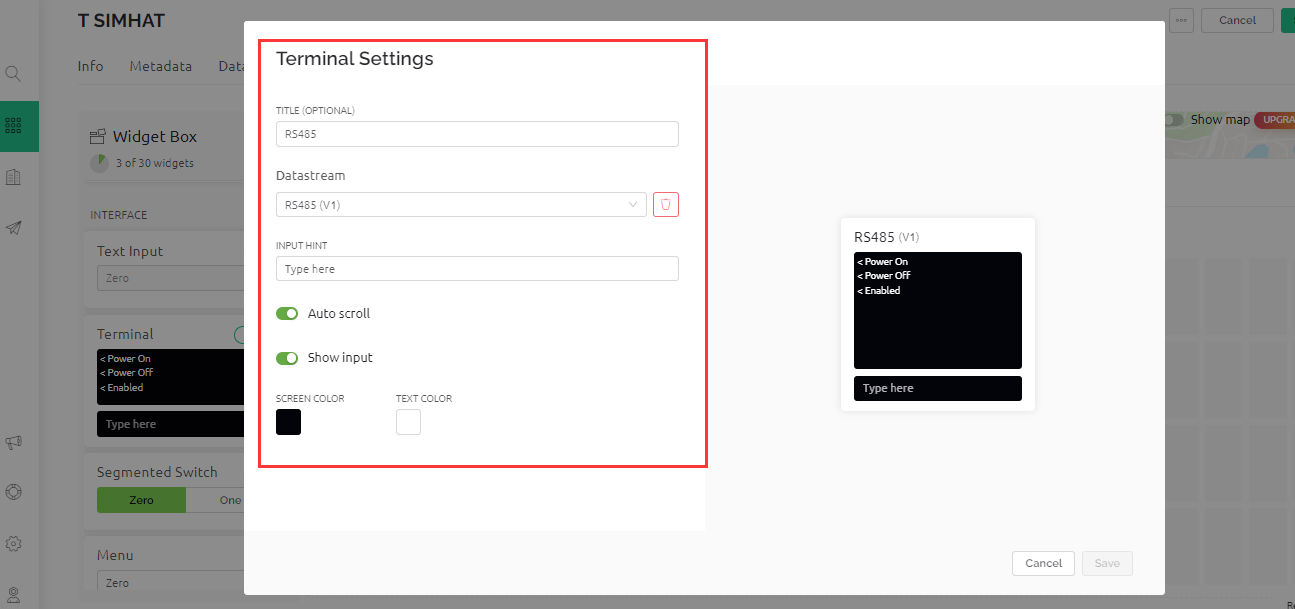 T SIMHAT
Cancel
Info Metadata Data
Widget Box
3 of 30 widgets
INTERFACE
Text Input
Zero
Terminal
< Power On
< Power Off
< Enabled
Type here
Segmented Switch
Zero One
Menu
Zero
Terminal Settings
TITLE (OPTIONAL)
RS485
Datastream
RS485 (V1)
INPUT HINT
Type here
Auto scroll
Show input
SCREEN COLOR TEXT COLOR
RS485 (V1)
< Power On
< Power Off
< Enabled
Type here
Cancel Save
Show map UPGRA